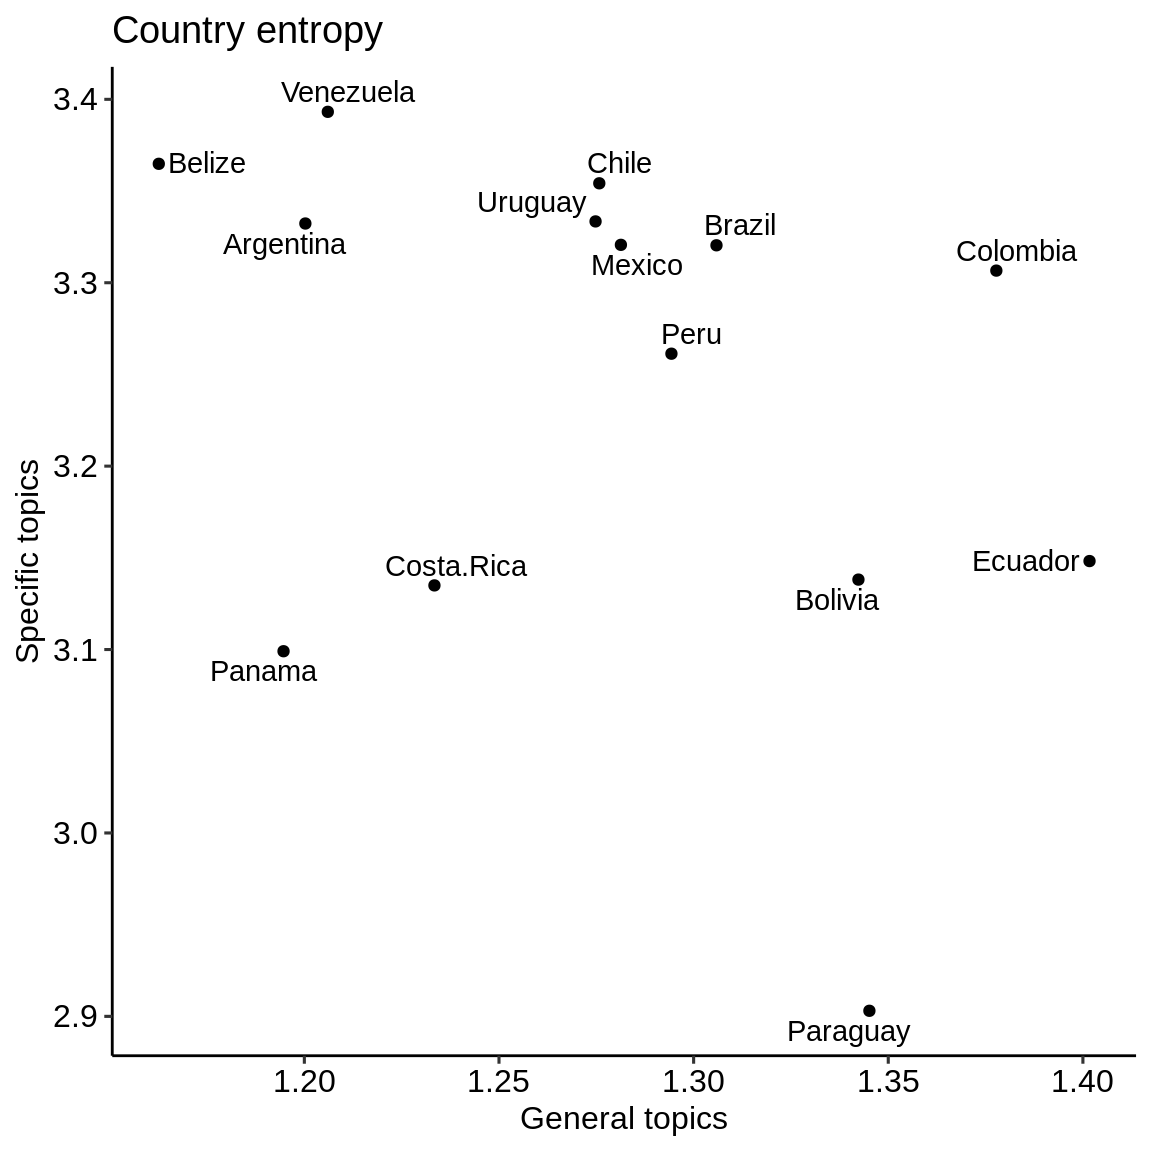 Country entropy
3.4
3.3
3.2
3.1
3.0
2.9
Specific topics
Venezuela
Belize
Chile
Uruguay
Argentina
Brazil
Mexico
Colombia
Peru
Costa.Rica
Ecuador
Bolivia
Panama
Paraguay
1.20
1.25
1.30
1.35
1.40
General topics